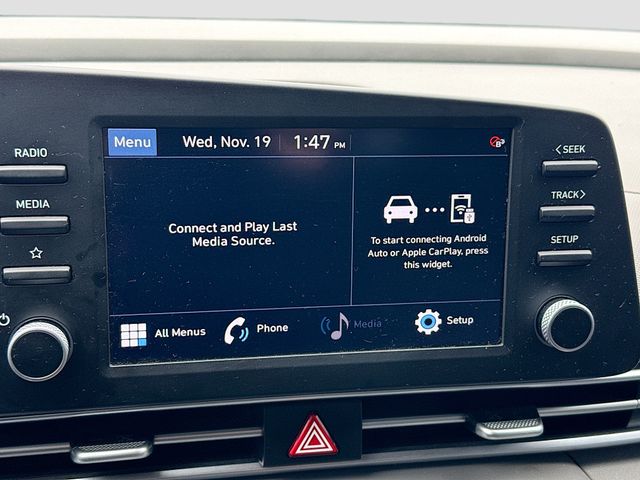 RADIO
MEDIA
Menu
Wed, Nov. 19
1:47 PM
Connect and Play Last
Media Source.
To start connecting Android
Auto or Apple CarPlay, press
this widget.
All Menus
Phone
Media
Setup
<SEEK
TRACK>
SETUP